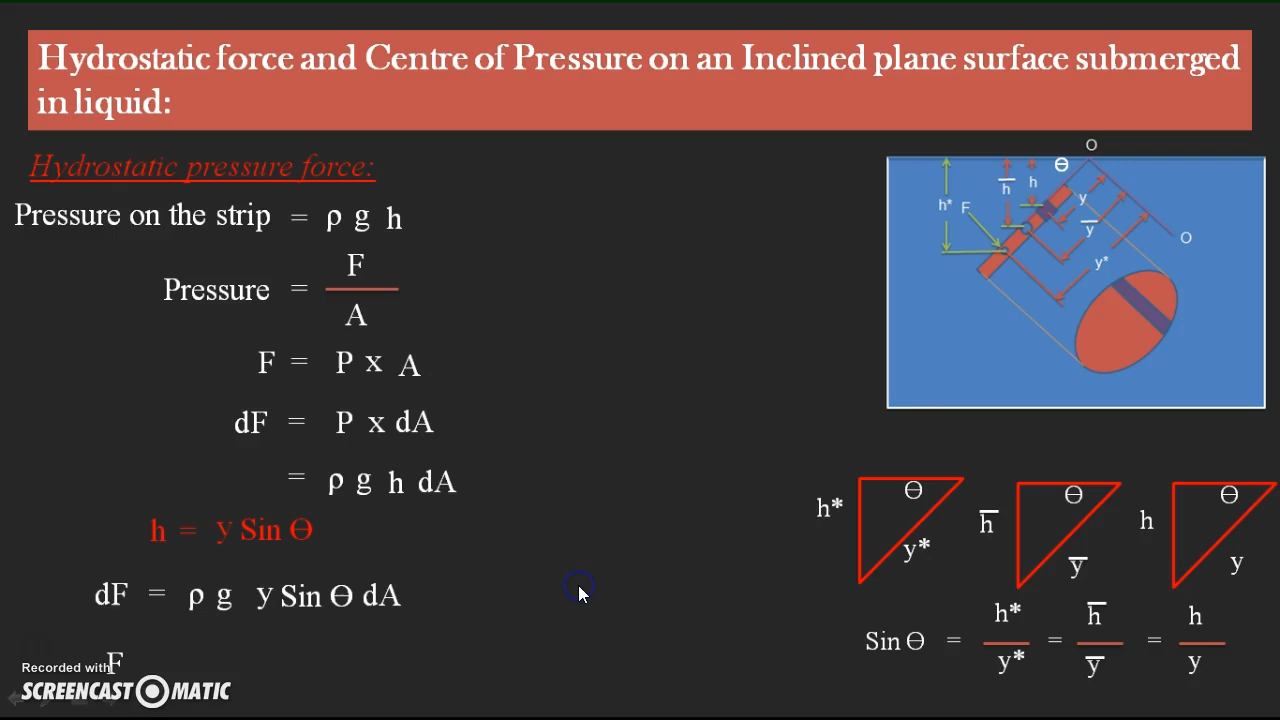 Hydrostatic force and Centre of Pressure on an Inclined plane surface submerged
in liquid:
Hydrostatic pressure force:
Pressure on the strip = ρ g h
Pressure = F / A
F = P x A
dF = P x dA
= ρ g h dA
h = y Sin Θ
dF = ρ g y Sin Θ dA
F
O
Θ
h̅
h
h*
F
y
y̅
y*
O
h*
Θ
y*
h̅
Θ
y̅
h
Θ
y
Sin Θ = h* / y* = h̅ / y̅ = h / y
Recorded with
SCREENCAST-O-MATIC